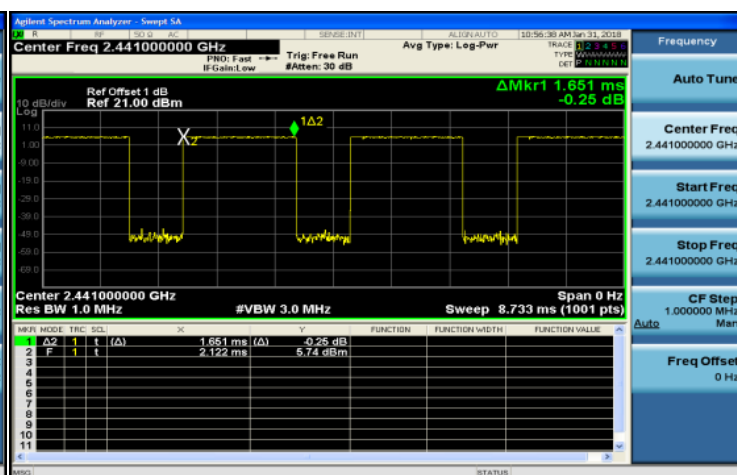 Agilent Spectrum Analyzer - Swept SA
R RF 50 Ω AC SENSE:INT ALIGN AUTO 10:56:38 AM Jan 31, 2018
Center Freq 2.441000000 GHz
PNO: Fast
IFGain:Low
Trig: Free Run
#Atten: 30 dB
Avg Type: Log-Pwr
TRACE 1 2 3 4 5 6
TYPE
DET P N N N N N
Ref Offset 1 dB
Ref 21.00 dBm
10 dB/div
Log
ΔMkr1 1.651 ms
-0.25 dB
11.0
1.00
-9.00
-19.0
-29.0
-39.0
-49.0
-59.0
-69.0
X2
1Δ2
Center 2.441000000 GHz
Span 0 Hz
Res BW 1.0 MHz
#VBW 3.0 MHz
Sweep 8.733 ms (1001 pts)
MKR MODE TRC SCL X Y FUNCTION FUNCTION WIDTH FUNCTION VALUE
1 Δ2 1 t (Δ) 1.651 ms (Δ) -0.25 dB
2 F 1 t 2.122 ms 5.74 dBm
3
4
5
6
7
8
9
10
11
MSG
STATUS
Frequency
Auto Tune
Center Freq
2.441000000 GHz
Start Freq
2.441000000 GHz
Stop Freq
2.441000000 GHz
CF Step
1.000000 MHz
Auto Man
Freq Offset
0 Hz